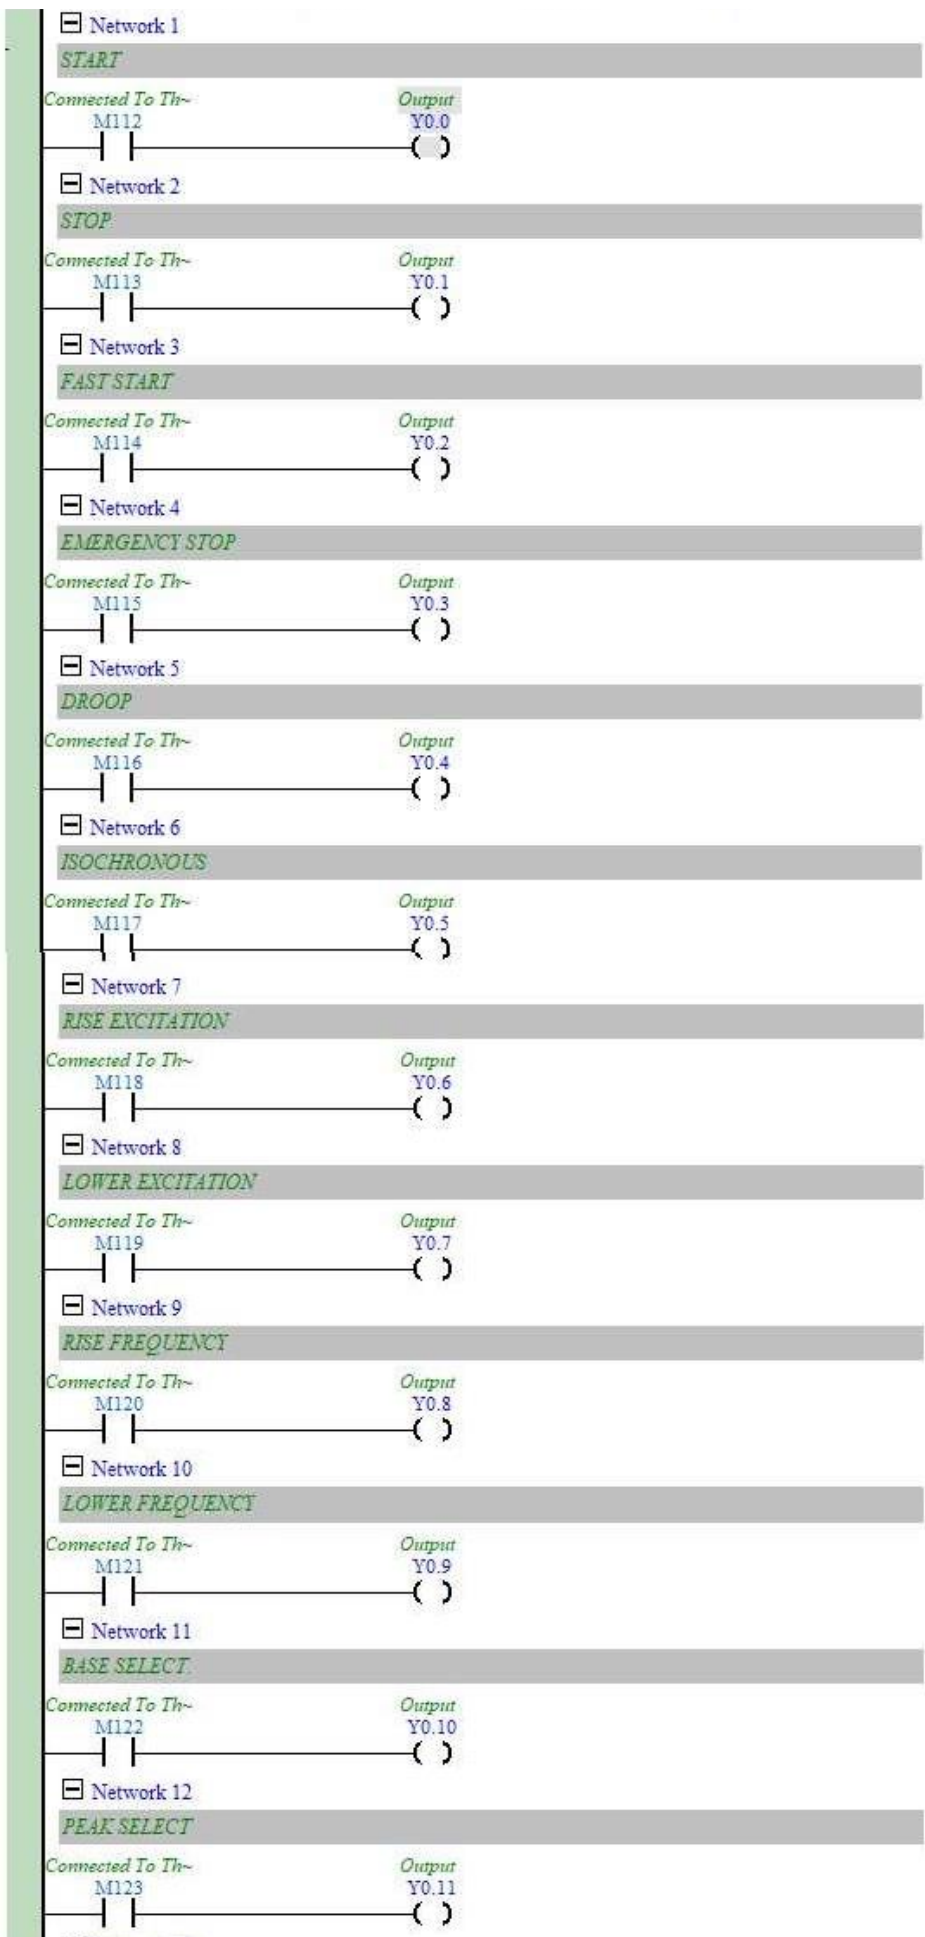 Network 1
START
Connected To Th~ Output
M112 Y0.0
Network 2
STOP
Connected To Th~ Output
M113 Y0.1
Network 3
FAST START
Connected To Th~ Output
M114 Y0.2
Network 4
EMERGENCY STOP
Connected To Th~ Output
M115 Y0.3
Network 5
DROOP
Connected To Th~ Output
M116 Y0.4
Network 6
ISOCHRONOUS
Connected To Th~ Output
M117 Y0.5
Network 7
RISE EXCITATION
Connected To Th~ Output
M118 Y0.6
Network 8
LOWER EXCITATION
Connected To Th~ Output
M119 Y0.7
Network 9
RISE FREQUENCY
Connected To Th~ Output
M120 Y0.8
Network 10
LOWER FREQUENCY
Connected To Th~ Output
M121 Y0.9
Network 11
BASE SELECT
Connected To Th~ Output
M122 Y0.10
Network 12
PEAK SELECT
Connected To Th~ Output
M123 Y0.11